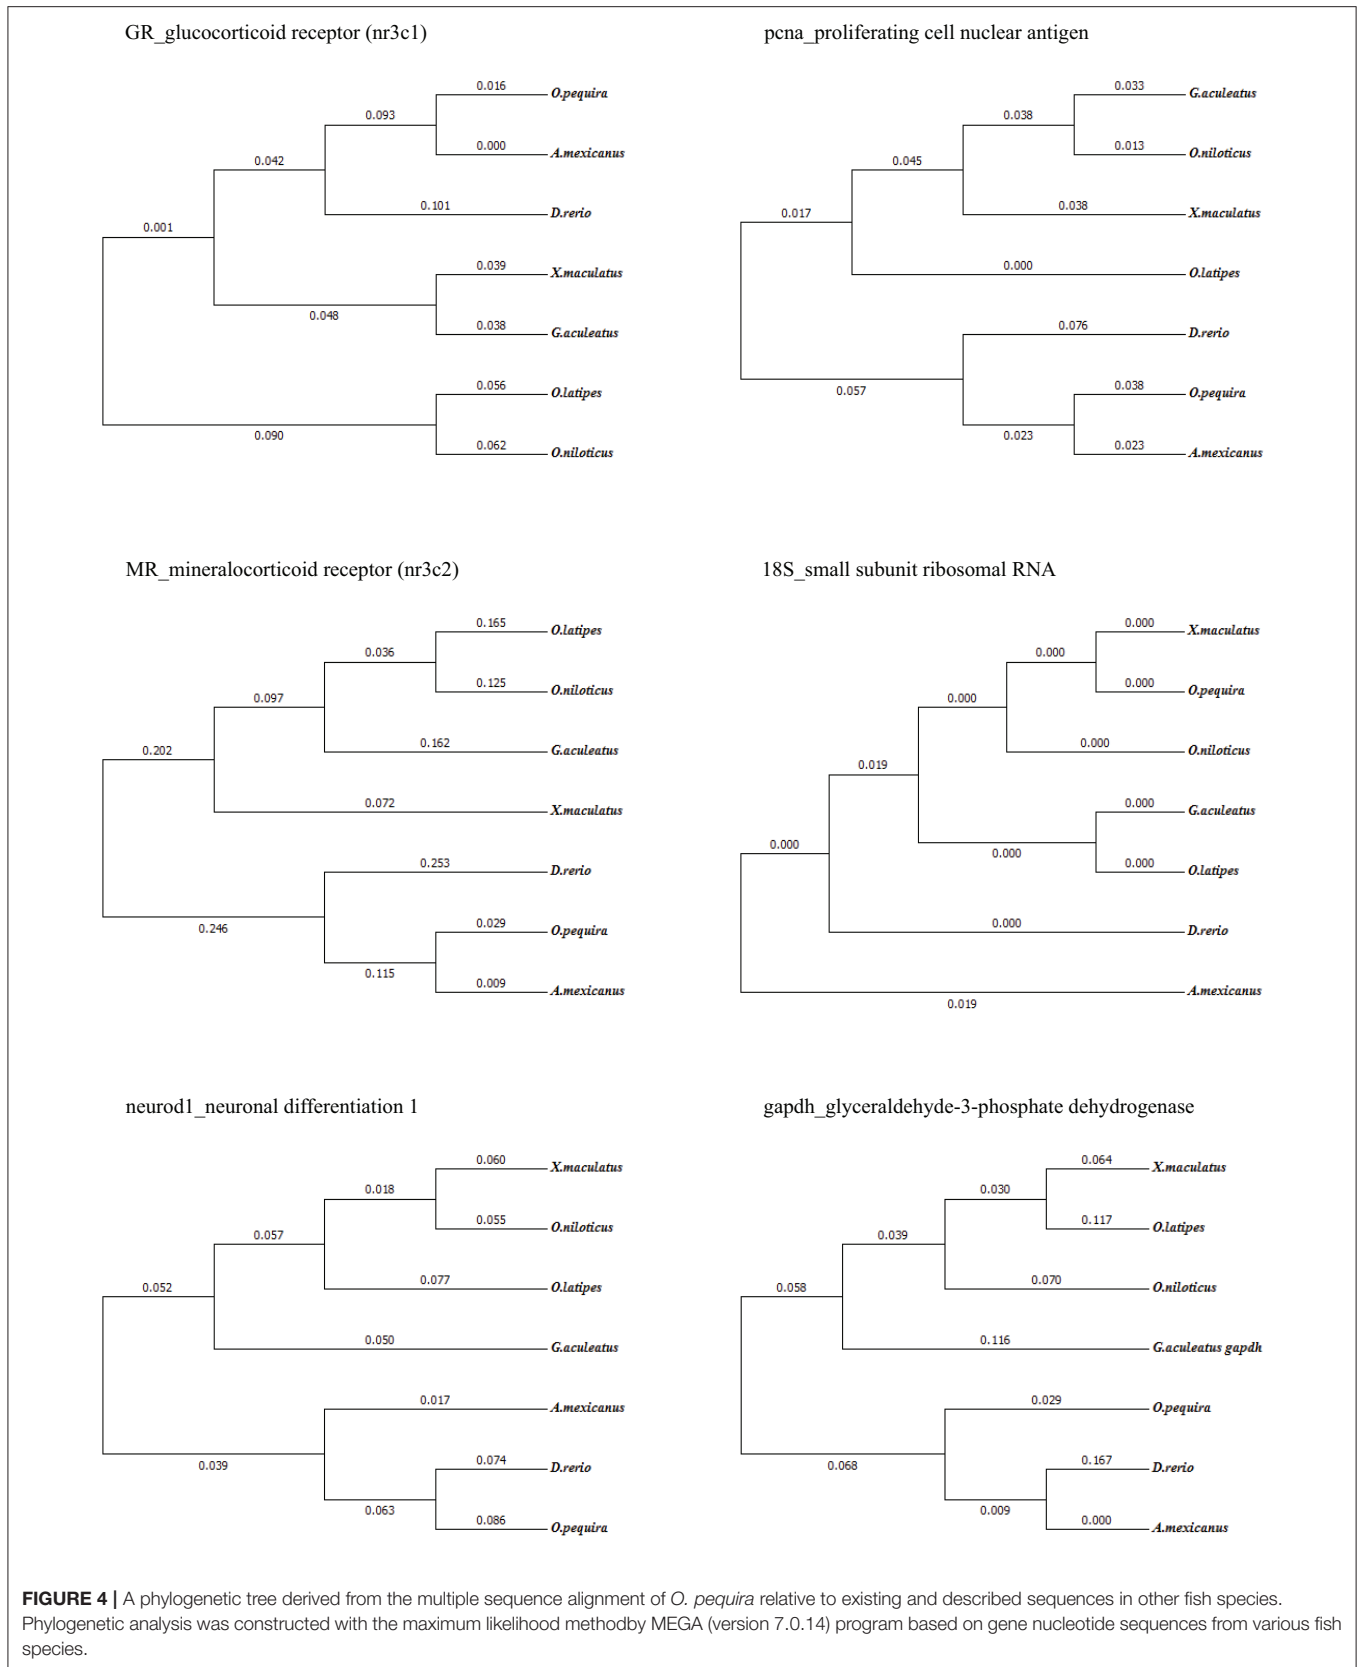 GR_glucocorticoid receptor (nr3c1)
0.016
O.pequira
0.093
0.000
A.mexicanus
0.042
0.101
D.rerio
0.001
0.039
X.maculatus
0.048
0.038
G.aculeatus
0.056
O.latipes
0.090
0.062
O.niloticus
pcna_proliferating cell nuclear antigen
0.033
G.aculeatus
0.038
0.013
O.niloticus
0.045
0.038
X.maculatus
0.017
0.000
O.latipes
0.076
D.rerio
0.057
0.038
O.pequira
0.023
0.023
A.mexicanus
MR_mineralocorticoid receptor (nr3c2)
0.165
O.latipes
0.036
0.125
O.niloticus
0.097
0.162
G.aculeatus
0.202
0.072
X.maculatus
0.253
D.rerio
0.246
0.029
O.pequira
0.115
0.009
A.mexicanus
18S_small subunit ribosomal RNA
0.000
X.maculatus
0.000
0.000
O.pequira
0.000
0.000
O.niloticus
0.019
0.000
G.aculeatus
0.000
0.000
0.000
O.latipes
0.000
D.rerio
0.019
A.mexicanus
neurod1_neuronal differentiation 1
0.060
X.maculatus
0.018
0.055
O.niloticus
0.057
0.077
O.latipes
0.052
0.050
G.aculeatus
0.017
A.mexicanus
0.039
0.074
D.rerio
0.063
0.086
O.pequira
gapdh_glyceraldehyde-3-phosphate dehydrogenase
0.064
X.maculatus
0.030
0.117
O.latipes
0.039
0.070
O.niloticus
0.058
0.116
G.aculeatus gapdh
0.029
O.pequira
0.068
0.167
D.rerio
0.009
0.000
A.mexicanus
FIGURE 4 | A phylogenetic tree derived from the multiple sequence alignment of O. pequira relative to existing and described sequences in other fish species.
Phylogenetic analysis was constructed with the maximum likelihood methodby MEGA (version 7.0.14) program based on gene nucleotide sequences from various fish
species.